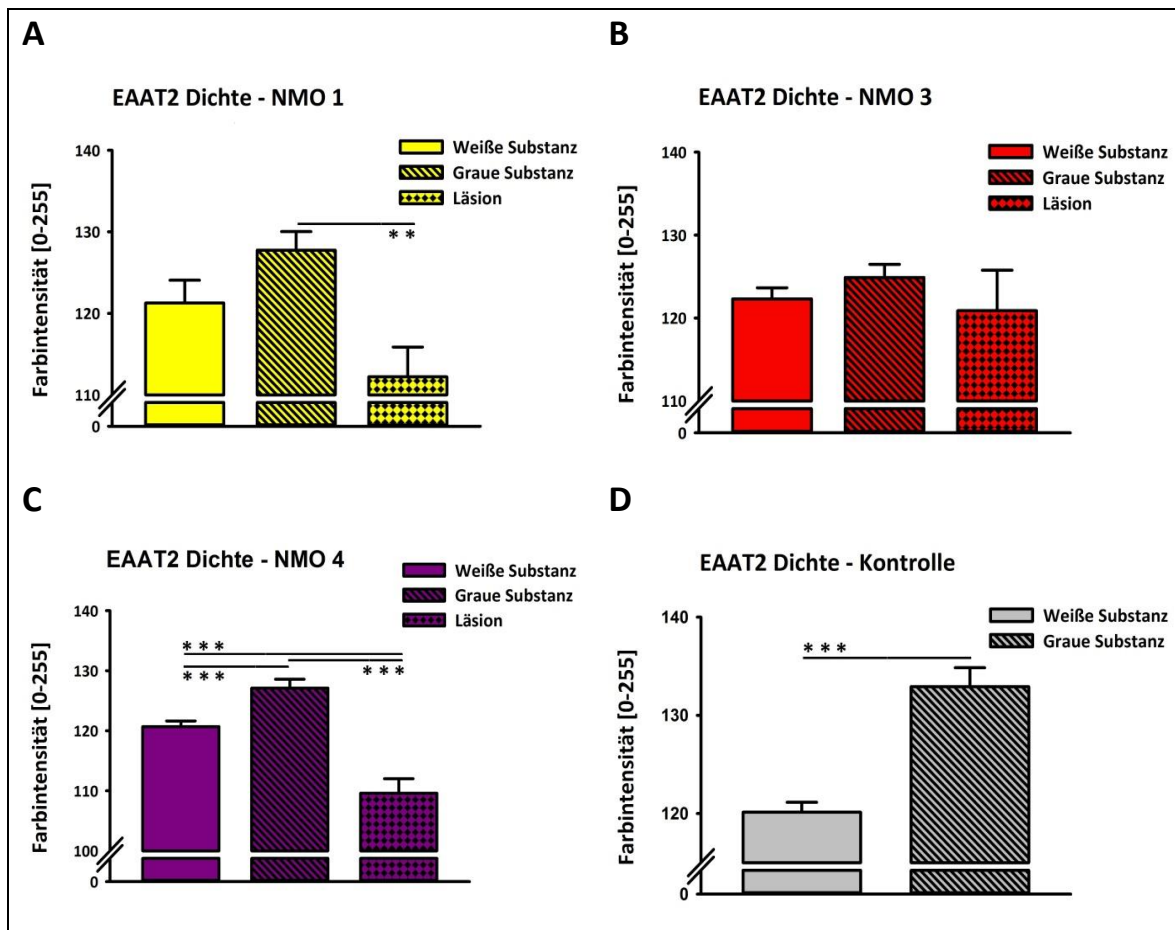 A
EAAT2 Dichte - NMO 1
Weiße Substanz
Graue Substanz
Läsion
Farbintensität [0-255]
140
130
120
110
0
**
B
EAAT2 Dichte - NMO 3
Weiße Substanz
Graue Substanz
Läsion
Farbintensität [0-255]
140
130
120
110
0
C
EAAT2 Dichte - NMO 4
Weiße Substanz
Graue Substanz
Läsion
Farbintensität [0-255]
140
130
120
110
100
0
***
***
***
D
EAAT2 Dichte - Kontrolle
Weiße Substanz
Graue Substanz
Farbintensität [0-255]
140
130
120
0
***